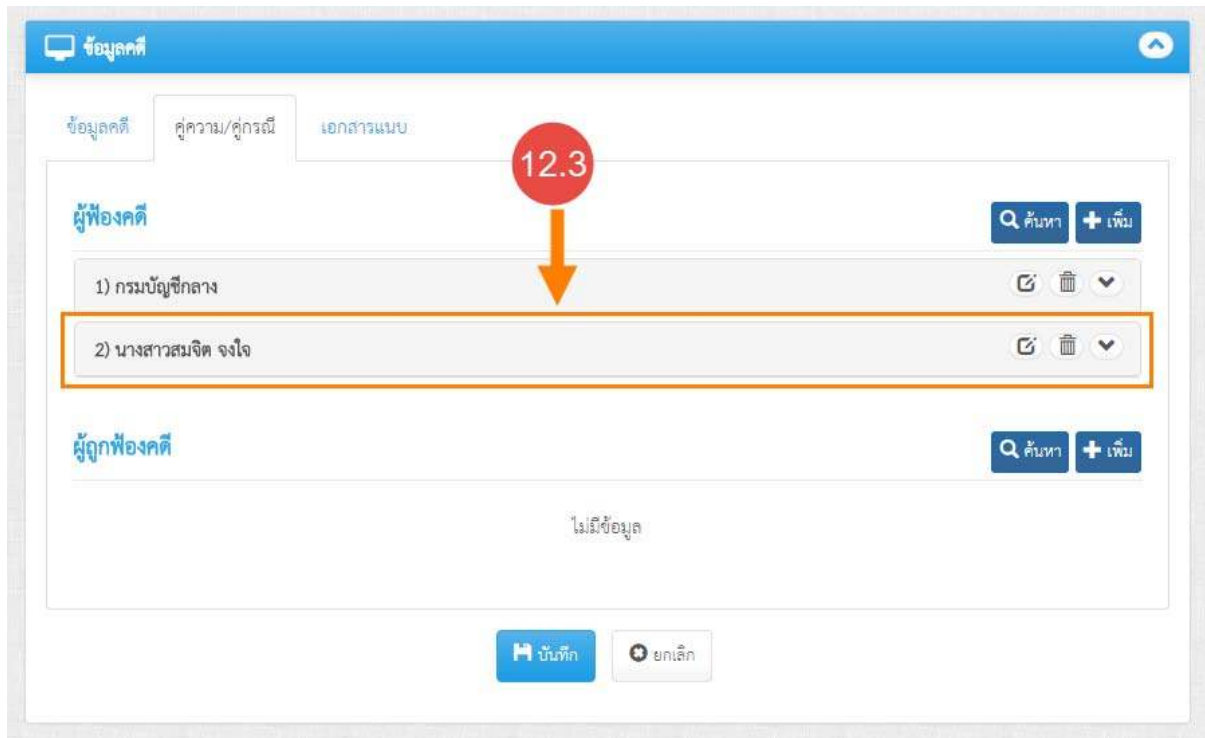 ข้อมูลคดี
ข้อมูลคดี คู่ความ/คู่กรณี เอกสารแนบ
12.3
ผู้ฟ้องคดี ค้นหา เพิ่ม
1) กรมบัญชีกลาง
2) นางสาวสมจิต จงใจ
ผู้ถูกฟ้องคดี ค้นหา เพิ่ม
ไม่มีข้อมูล
บันทึก ยกเลิก